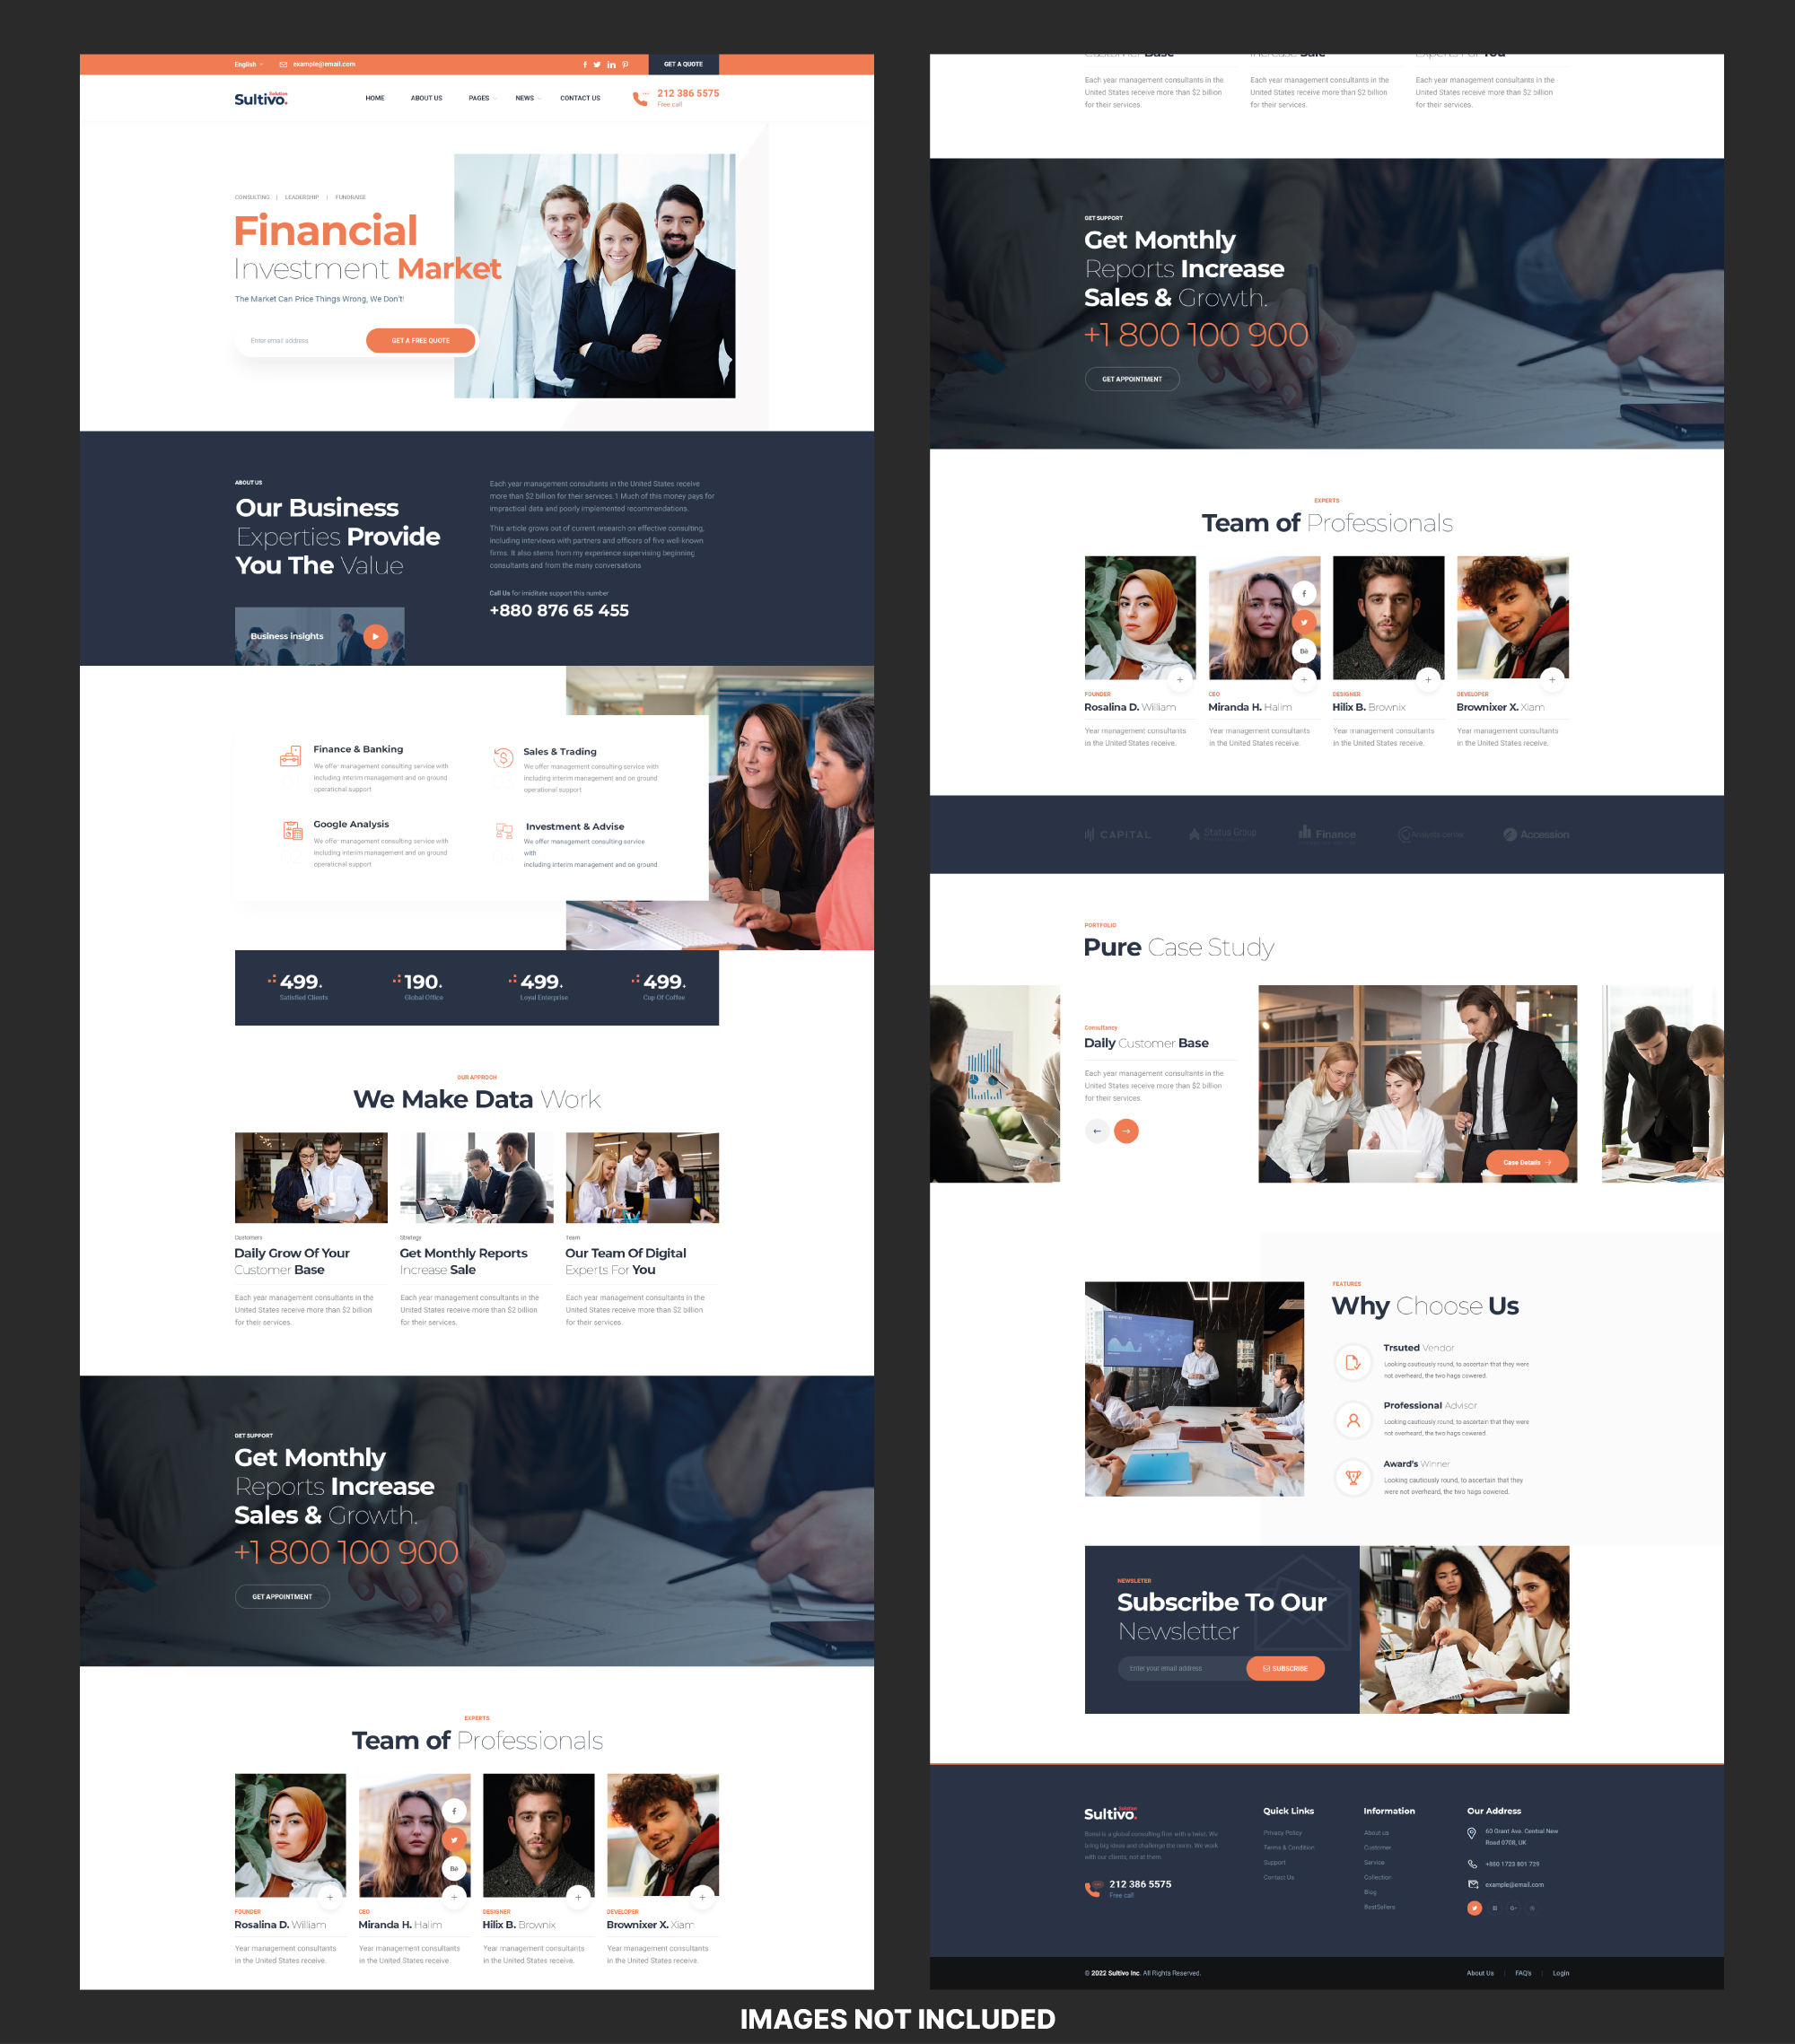 English
example@email.com
GET A QUOTE
Solution
Sultivo.
HOME
ABOUT US
PAGES
NEWS
CONTACT US
212 386 5575
Free call
CONSULTING | LEADERSHIP | FUNDRAISE
Financial
Investment Market
The Market Can Price Things Wrong, We Don't!
Enter email address
GET A FREE QUOTE
ABOUT US
Our Business
Experties Provide
You The Value
Business insights
Each year management consultants in the United States receive
more than $2 billion for their services.1 Much of this money pays for
impractical data and poorly implemented recommendations.
This article grows out of current research on effective consulting,
including interviews with partners and officers of five well-known
firms. It also stems from my experience supervising beginning
consultants and from the many conversations
Call Us for imiditate support this number
+880 876 65 455
Finance & Banking
We offer management consulting service with
including interim management and on ground
operational support
Sales & Trading
We offer management consulting service with
including interim management and on ground
operational support
Google Analysis
We offer management consulting service with
including interim management and on ground
operational support
Investment & Advise
We offer management consulting service
with
including interim management and on ground
499+
Satisfied Clients
190+
Global Office
499+
Loyal Enterprise
499+
Cup Of Coffee
OUR APPROCH
We Make Data Work
Customers
Daily Grow Of Your
Customer Base
Each year management consultants in the
United States receive more than $2 billion
for their services.
Strategy
Get Monthly Reports
Increase Sale
Each year management consultants in the
United States receive more than $2 billion
for their services.
Team
Our Team Of Digital
Experts For You
Each year management consultants in the
United States receive more than $2 billion
for their services.
GET SUPPORT
Get Monthly
Reports Increase
Sales & Growth.
+1 800 100 900
GET APPOINTMENT
EXPERTS
Team of Professionals
FOUNDER
Rosalina D. William
Year management consultants
in the United States receive.
Bē
CEO
Miranda H. Halim
Year management consultants
in the United States receive.
DESIGNER
Hilix B. Brownix
Year management consultants
in the United States receive.
DEVELOPER
Brownixer X. Xiam
Year management consultants
in the United States receive.
Customer Base
Increase Sale
Experts For You
Each year management consultants in the
United States receive more than $2 billion
for their services.
Each year management consultants in the
United States receive more than $2 billion
for their services.
Each year management consultants in the
United States receive more than $2 billion
for their services.
GET SUPPORT
Get Monthly
Reports Increase
Sales & Growth.
+1 800 100 900
GET APPOINTMENT
EXPERTS
Team of Professionals
FOUNDER
Rosalina D. William
Year management consultants
in the United States receive.
Bē
CEO
Miranda H. Halim
Year management consultants
in the United States receive.
DESIGNER
Hilix B. Brownix
Year management consultants
in the United States receive.
DEVELOPER
Brownixer X. Xiam
Year management consultants
in the United States receive.
CAPITAL
Status Group
Finance
Accession
PORTFOLIO
Pure Case Study
Consultancy
Daily Customer Base
Each year management consultants in the
United States receive more than $2 billion
for their services.
Case Details
FEATURES
Why Choose Us
Trsuted Vendor
Looking cautiously round, to ascertain that they were
not overheard, the two hags cowered.
Professional Advisor
Looking cautiously round, to ascertain that they were
not overheard, the two hags cowered
Award's Winner
Looking cautiously round, to ascertain that they
were not overheard, the two hags cowered.
NEWSLETER
Subscribe To Our
Newsletter
Enter your email address
SUBSCRIBE
Solution
Sultivo.
is a global consulting firm with a twist. We
bring big ideas and challenge the norm. We work
with our clients, not at them.
212 386 5575
Free call
Quick Links
Privacy Policy
Terms & Condition
Support
Contact Us
Information
About us
Customer
Service
Collection
Blog
BestSellers
Our Address
60 Grant Ave. Central New
Road 0708, UK
+880 1723 801 729
example@email.com
© 2022 Sultivo Inc. All Rights Reserved.
About Us | FAQ's | Login
IMAGES NOT INCLUDED